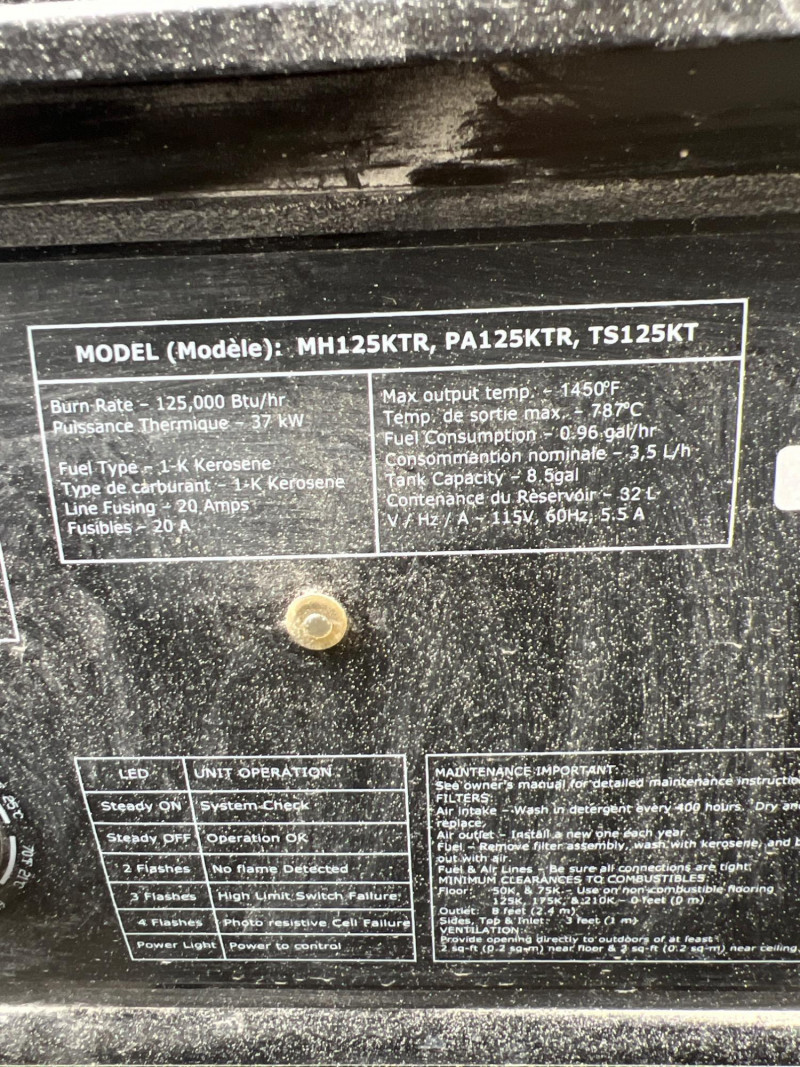 MODEL (Modèle): MH125KTR, PA125KTR, TS125KT
Burn Rate – 125,000 Btu/hr
Puissance Thermique – 37 kW
Fuel Type – 1-K Kerosene
Type de carburant – 1-K Kerosene
Line Fusing – 20 Amps
Fusibles – 20 A
Max output temp. – 1450°F
Temp. de sortie max. – 787°C
Fuel Consumption – 0.96 gal/hr
Consommantion nominale – 3,5 L/h
Tank Capacity – 8.5gal
Contenance du Réservoir – 32 L
V / Hz / A – 115V, 60Hz, 5.5 A
LED UNIT OPERATION
Steady ON System Check
Steady OFF Operation OK
2 Flashes No flame Detected
3 Flashes High Limit Switch Failure
4 Flashes Photo resistive Cell Failure
Power Light Power to control
MAINTENANCE IMPORTANT:
See owner's manual for detailed maintenance instructio
FILTERS:
Air intake – Wash in detergent every 400 hours. Dry an
replace.
Air outlet – Install a new one each year
Fuel – Remove filter assembly, wash with kerosene, and b
out with air.
Fuel & Air Lines – Be sure all connections are tight.
MINIMUM CLEARANCES TO COMBUSTIBLES:
Floor: 50K, & 75K – Use on non combustible flooring
125K, 175K, & 210K – 0 feet (0 m)
Outlet: 8 feet (2.4 m)
Sides, Top & Inlet: 3 feet (1 m)
VENTILATION:
Provide opening directly to outdoors of at least
2 sq-ft (0.2 sq-m) near floor & 2 sq-ft (0.2 sq-m) near ceiling.